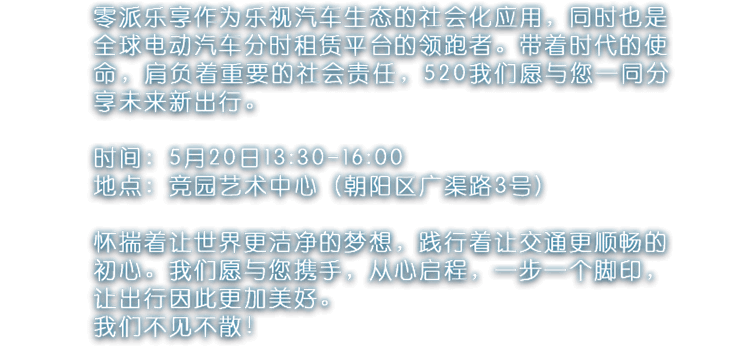 零派乐享作为乐视汽车生态的社会化应用，同时也是
全球电动汽车分时租赁平台的领跑者。带着时代的使
命，肩负着重要的社会责任，520我们愿与您一同分
享未来新出行。
时间：5月20日13:30-16:00
地点：竞园艺术中心（朝阳区广渠路3号）
怀揣着让世界更洁净的梦想，践行着让交通更顺畅的
初心。我们愿与您携手，从心启程，一步一个脚印，
让出行因此更加美好。
我们不见不散！